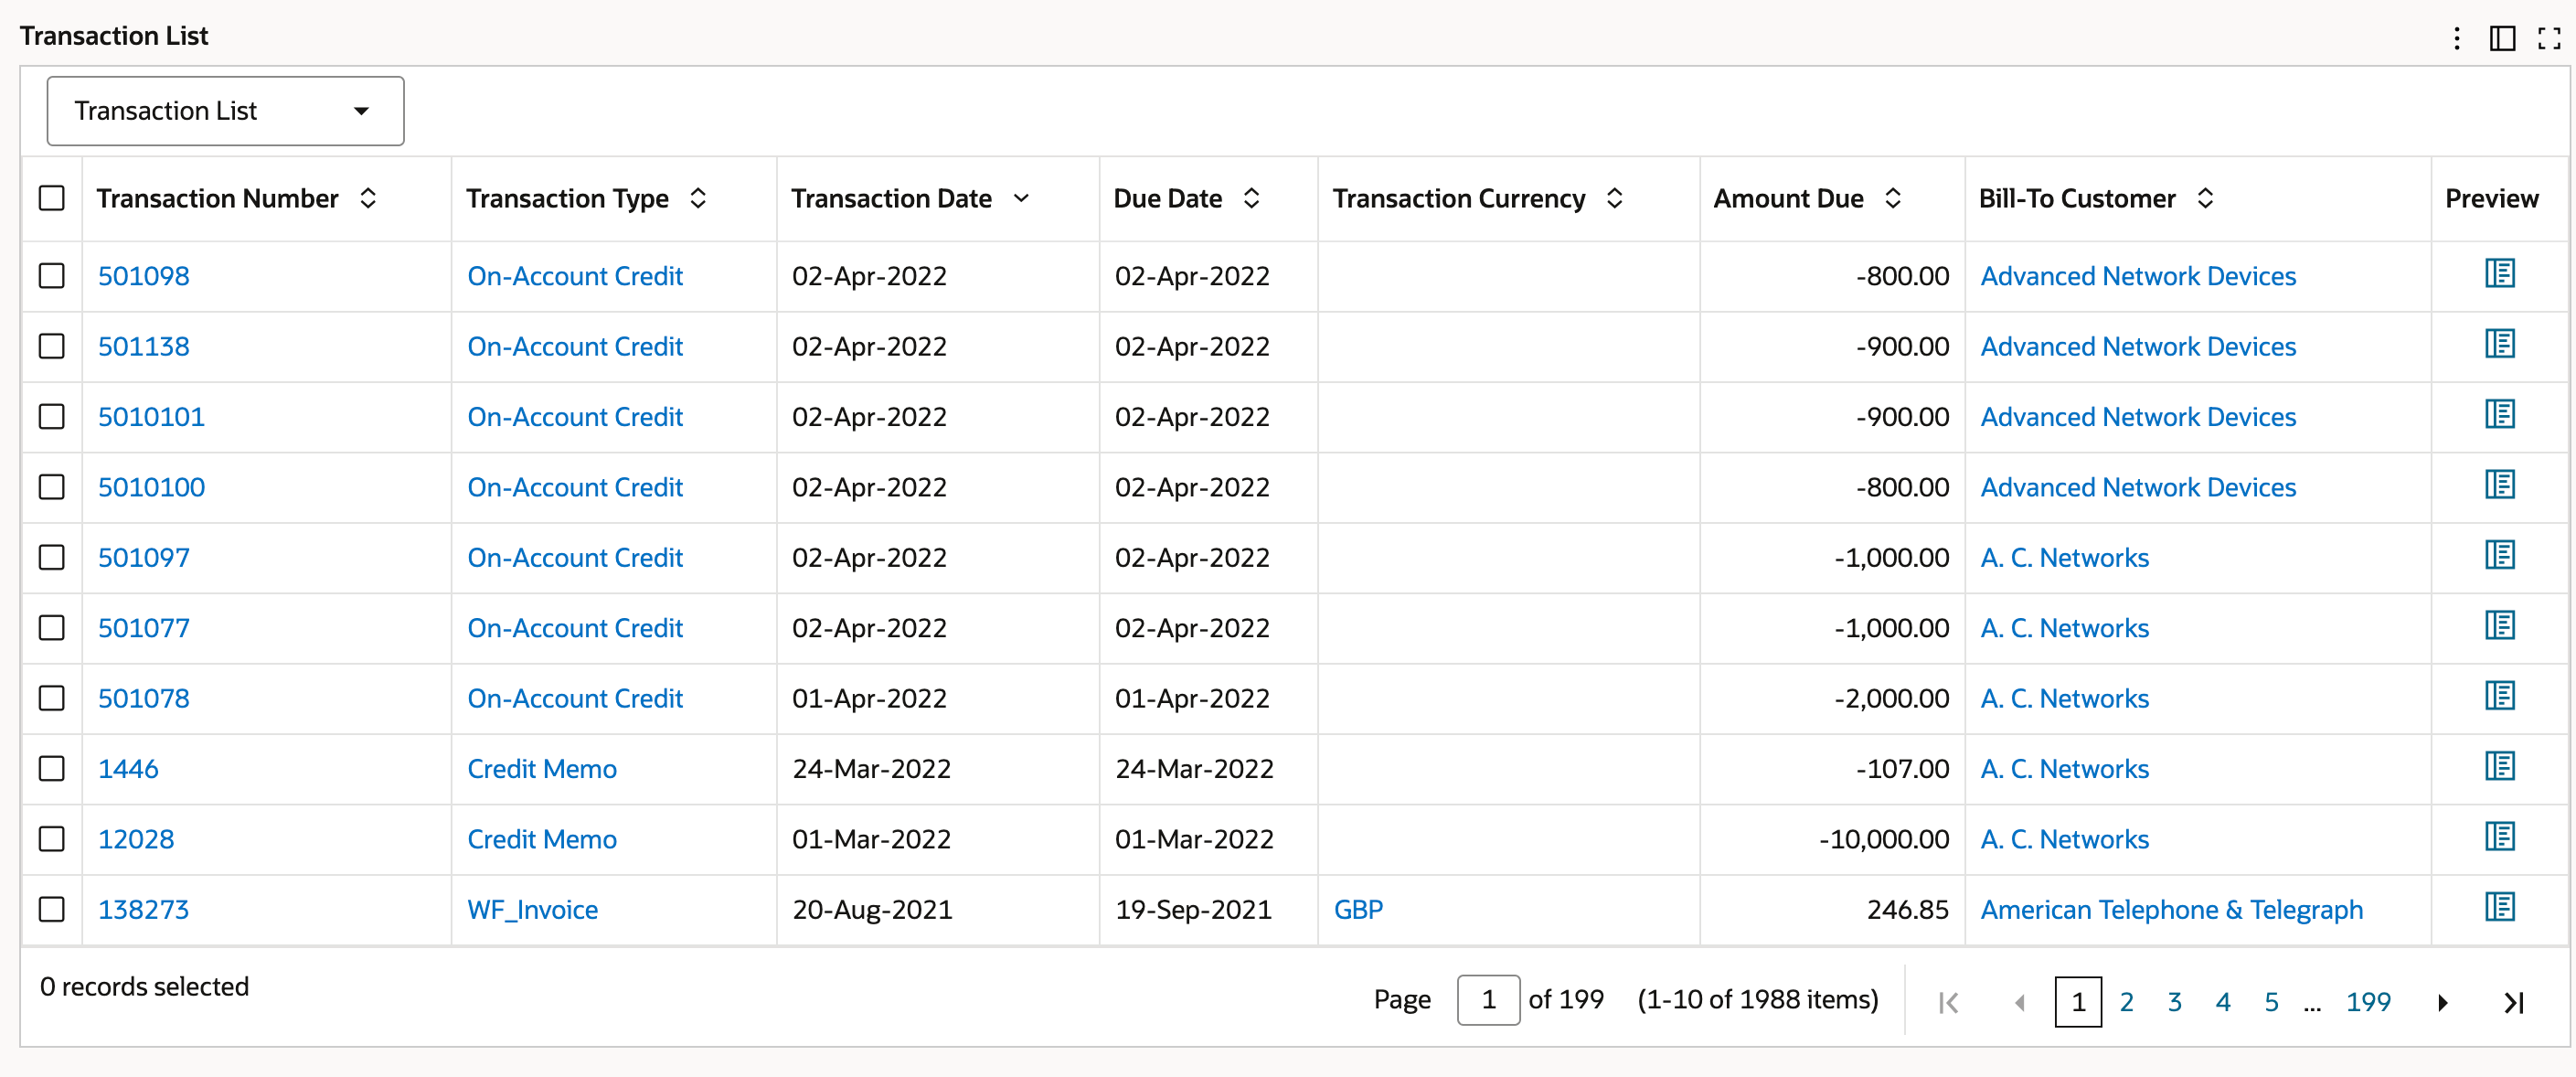 Transaction List
Transaction List
Transaction Number Transaction Type Transaction Date Due Date Transaction Currency Amount Due Bill-To Customer Preview
501098 On-Account Credit 02-Apr-2022 02-Apr-2022 -800.00 Advanced Network Devices
501138 On-Account Credit 02-Apr-2022 02-Apr-2022 -900.00 Advanced Network Devices
5010101 On-Account Credit 02-Apr-2022 02-Apr-2022 -900.00 Advanced Network Devices
5010100 On-Account Credit 02-Apr-2022 02-Apr-2022 -800.00 Advanced Network Devices
501097 On-Account Credit 02-Apr-2022 02-Apr-2022 -1,000.00 A. C. Networks
501077 On-Account Credit 02-Apr-2022 02-Apr-2022 -1,000.00 A. C. Networks
501078 On-Account Credit 01-Apr-2022 01-Apr-2022 -2,000.00 A. C. Networks
1446 Credit Memo 24-Mar-2022 24-Mar-2022 -107.00 A. C. Networks
12028 Credit Memo 01-Mar-2022 01-Mar-2022 -10,000.00 A. C. Networks
138273 WF_Invoice 20-Aug-2021 19-Sep-2021 GBP 246.85 American Telephone & Telegraph
0 records selected Page 1 of 199 (1-10 of 1988 items) 1 2 3 4 5 ... 199